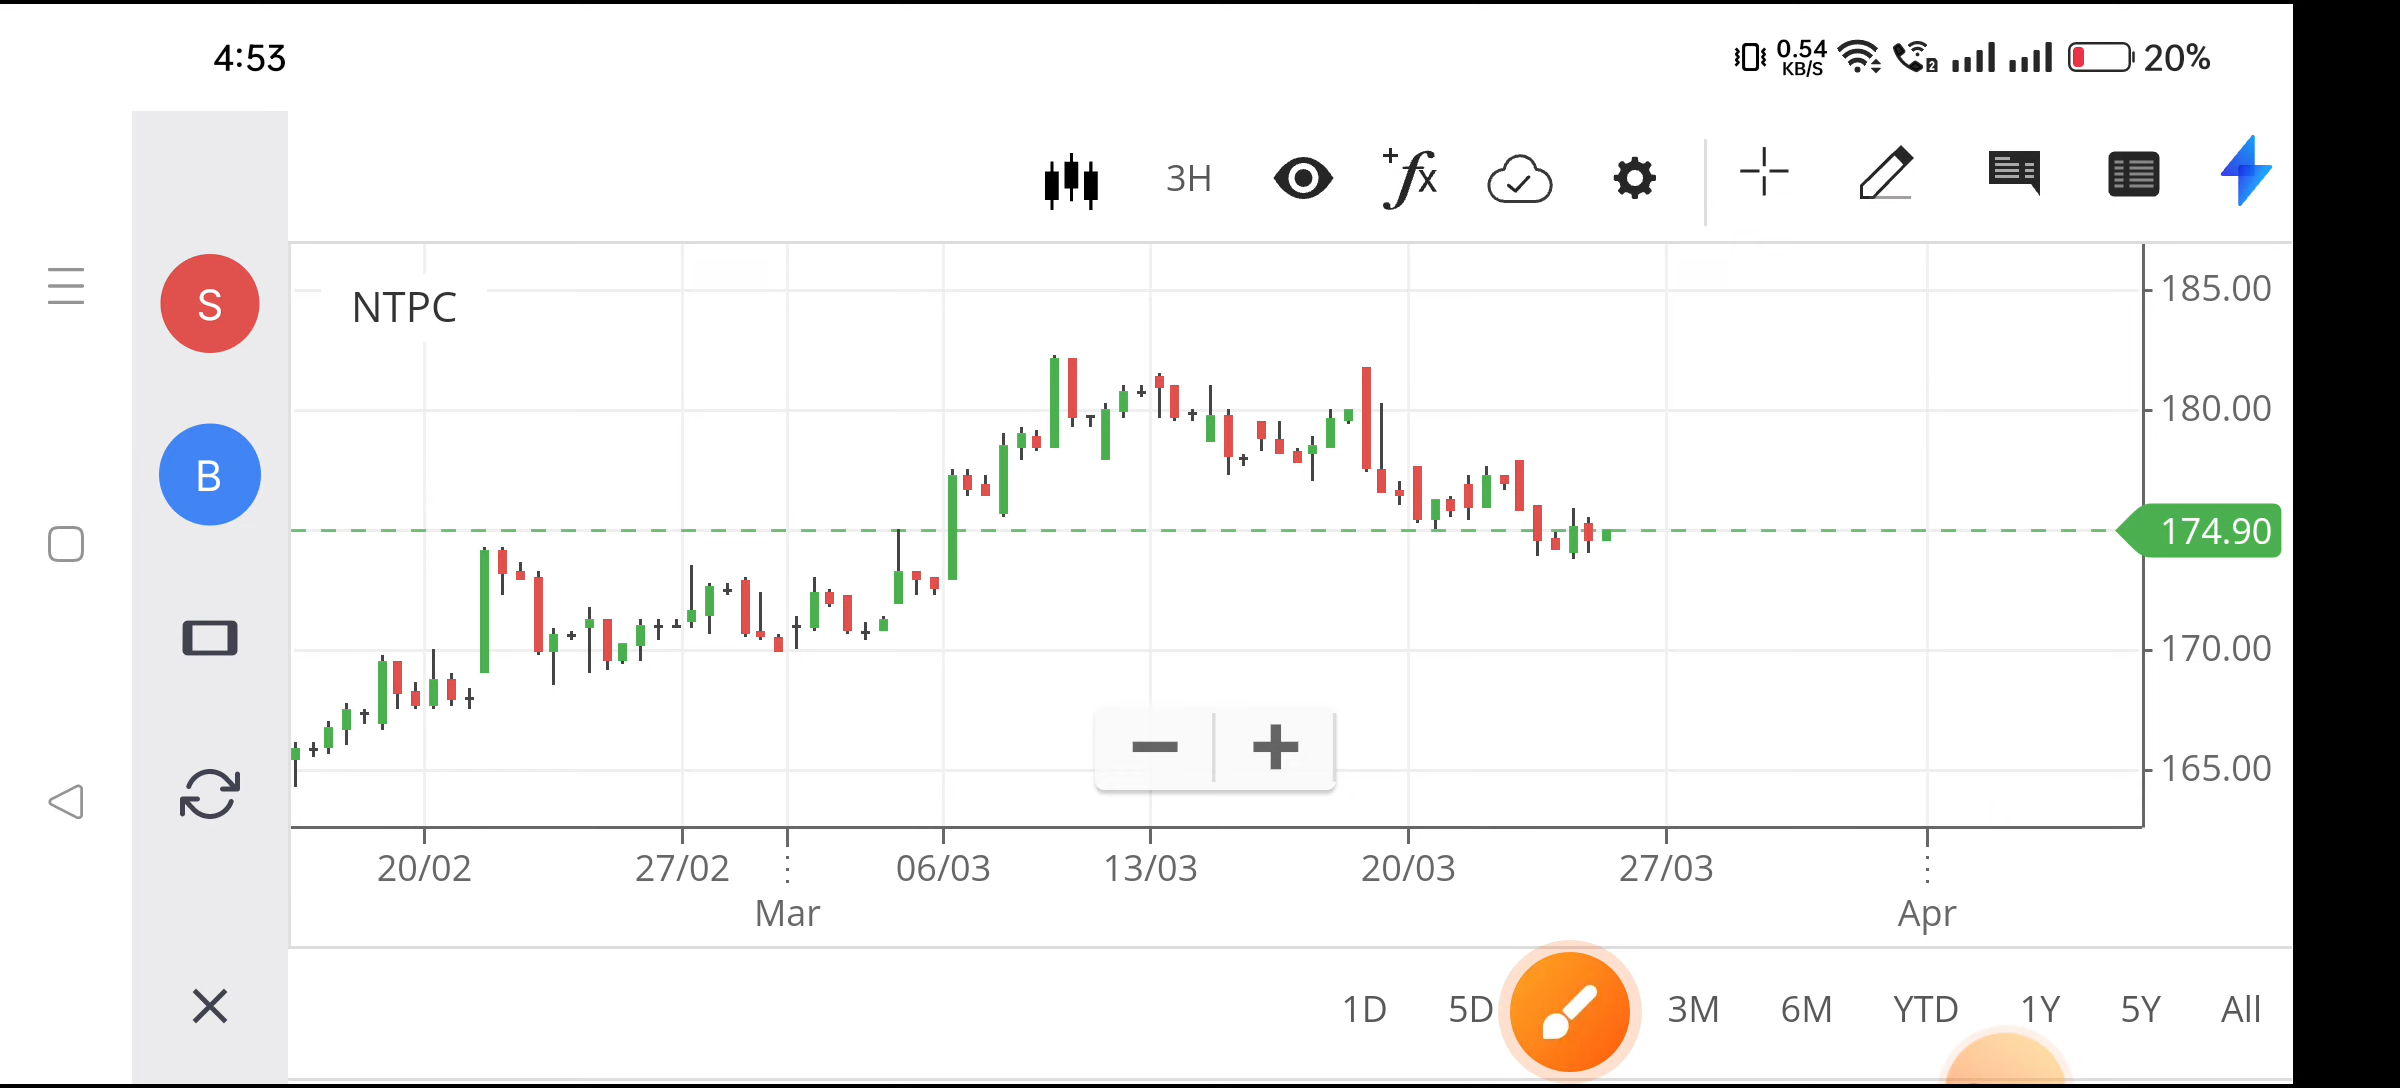 4:53
0.54
KB/S
2
20%
3H
fx
S
NTPC
185.00
180.00
B
174.90
170.00
165.00
20/02 27/02 06/03 13/03 20/03 27/03
Mar Apr
1D 5D 3M 6M YTD 1Y 5Y All